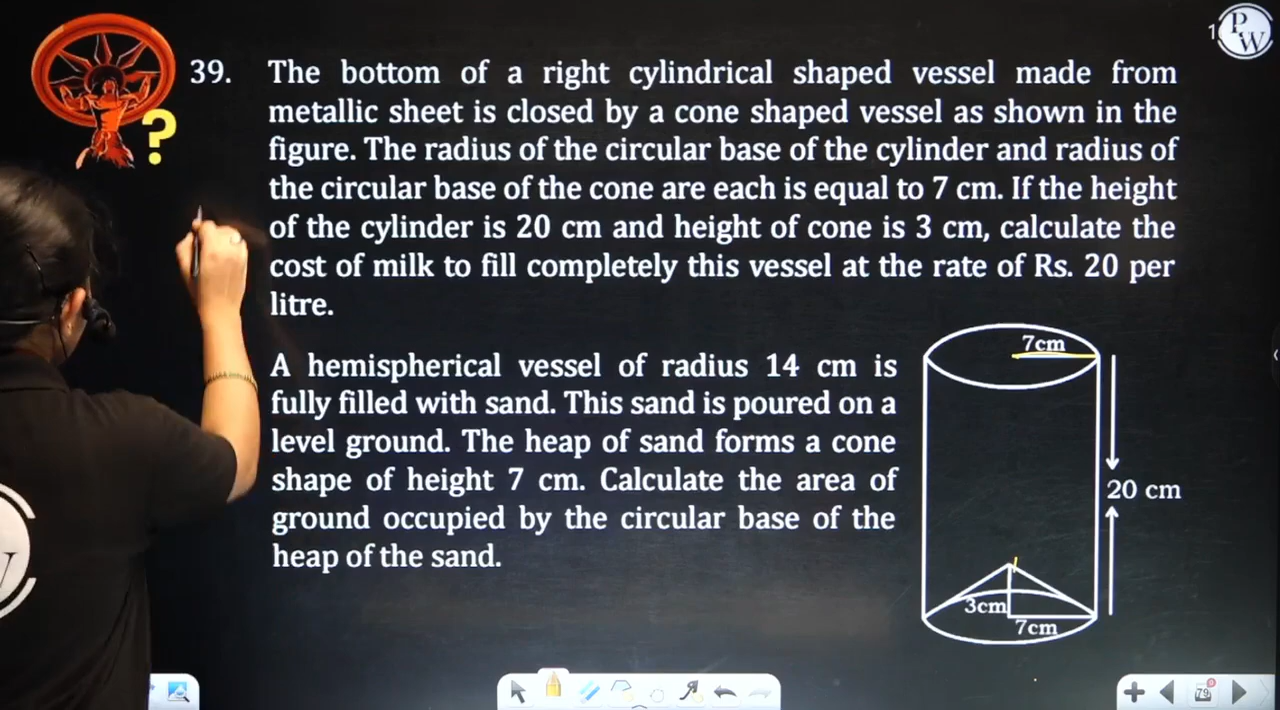 PW
1
39. The bottom of a right cylindrical shaped vessel made from
metallic sheet is closed by a cone shaped vessel as shown in the
figure. The radius of the circular base of the cylinder and radius of
the circular base of the cone are each is equal to 7 cm. If the height
of the cylinder is 20 cm and height of cone is 3 cm, calculate the
cost of milk to fill completely this vessel at the rate of Rs. 20 per
litre.
?
A hemispherical vessel of radius 14 cm is
fully filled with sand. This sand is poured on a
level ground. The heap of sand forms a cone
shape of height 7 cm. Calculate the area of
ground occupied by the circular base of the
heap of the sand.
7cm
20 cm
3cm
7cm
79